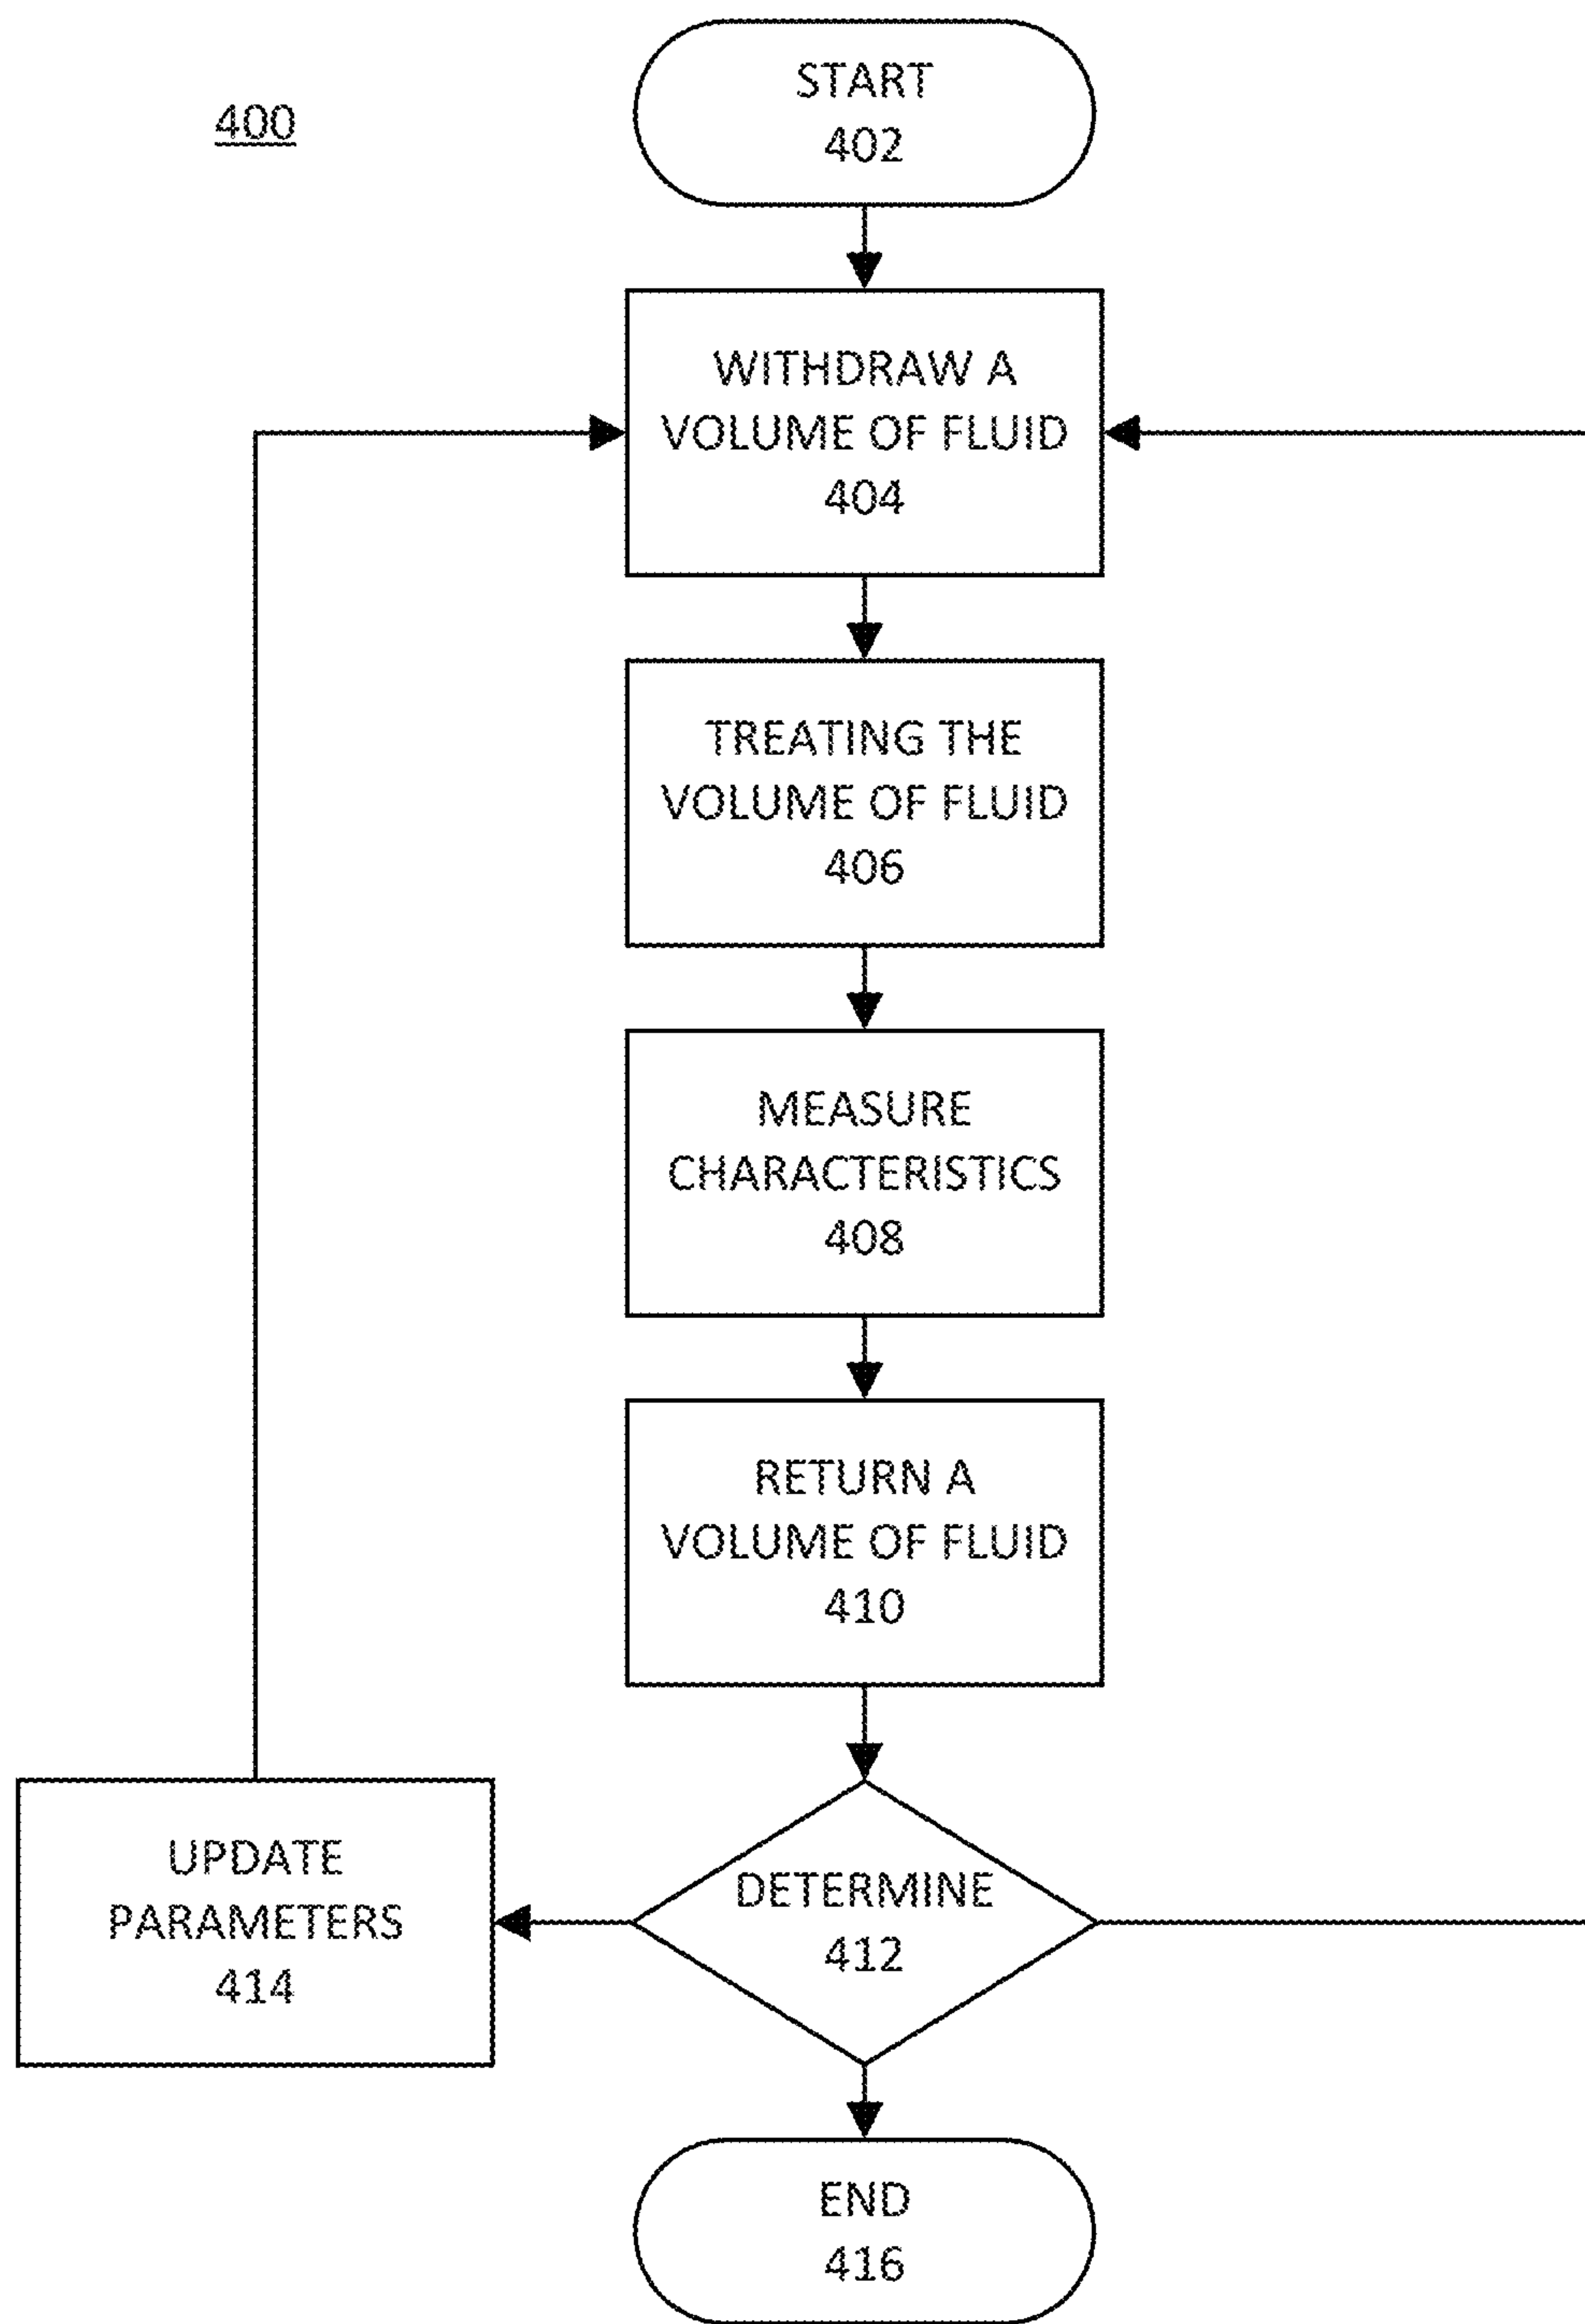 400
START
402
WITHDRAW A
VOLUME OF FLUID
404
TREATING THE
VOLUME OF FLUID
406
MEASURE
CHARACTERISTICS
408
RETURN A
VOLUME OF FLUID
410
UPDATE
PARAMETERS
414
DETERMINE
412
END
416